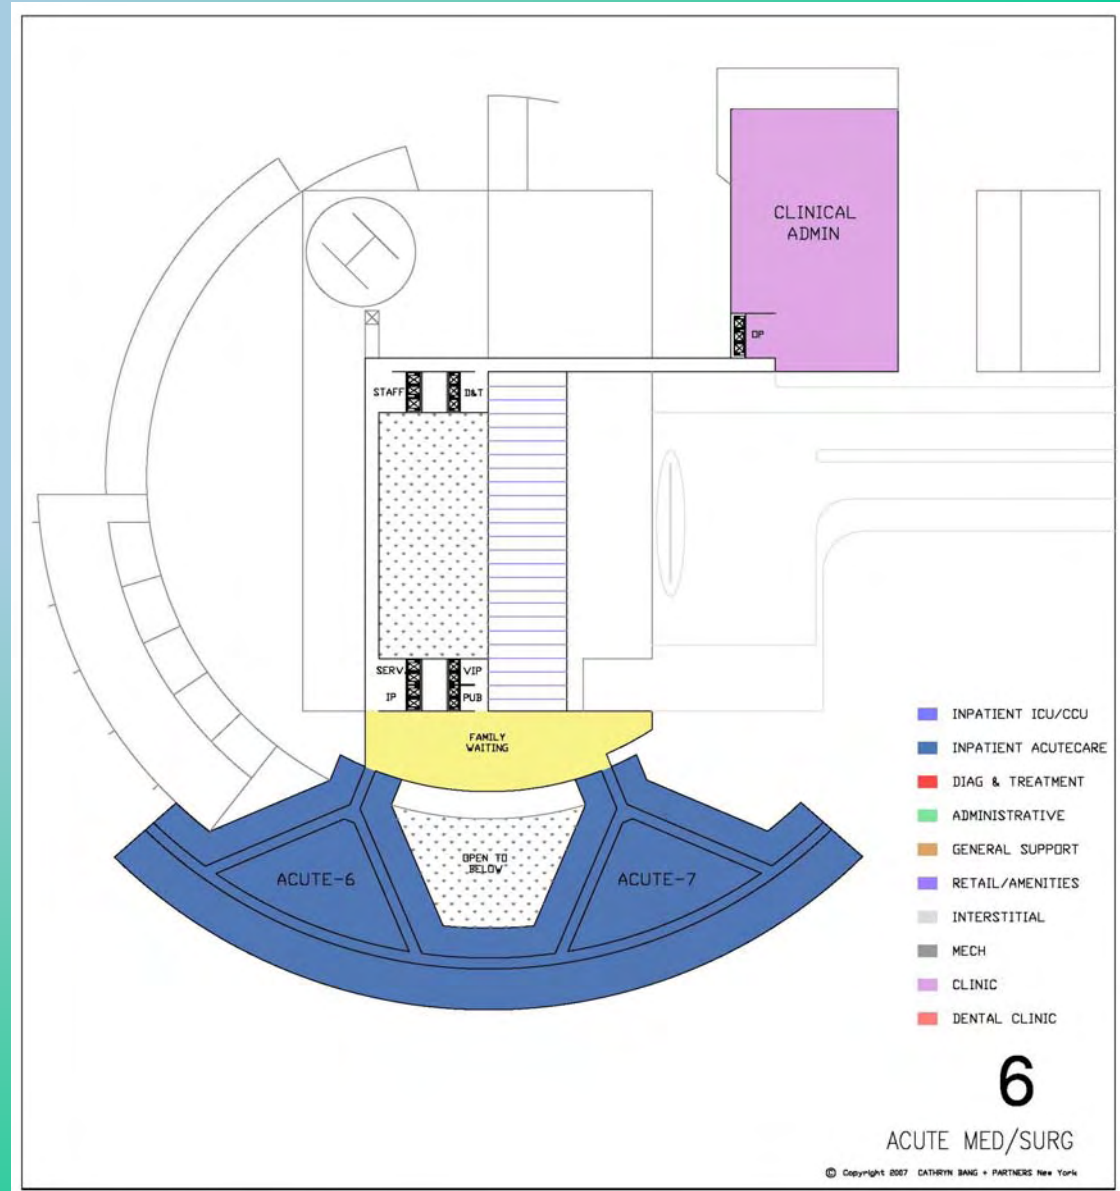 CLINICAL
ADMIN
OP
STAFF
D&T
SERV.
VIP
IP
PUB
FAMILY
WAITING
OPEN TO
BELOW
ACUTE-6
ACUTE-7
INPATIENT ICU/CCU
INPATIENT ACUTECARE
DIAG & TREATMENT
ADMINISTRATIVE
GENERAL SUPPORT
RETAIL/AMENITIES
INTERSTITIAL
MECH
CLINIC
DENTAL CLINIC
6
ACUTE MED/SURG
© Copyright 2007 CATHRYN BANG + PARTNERS New York
H